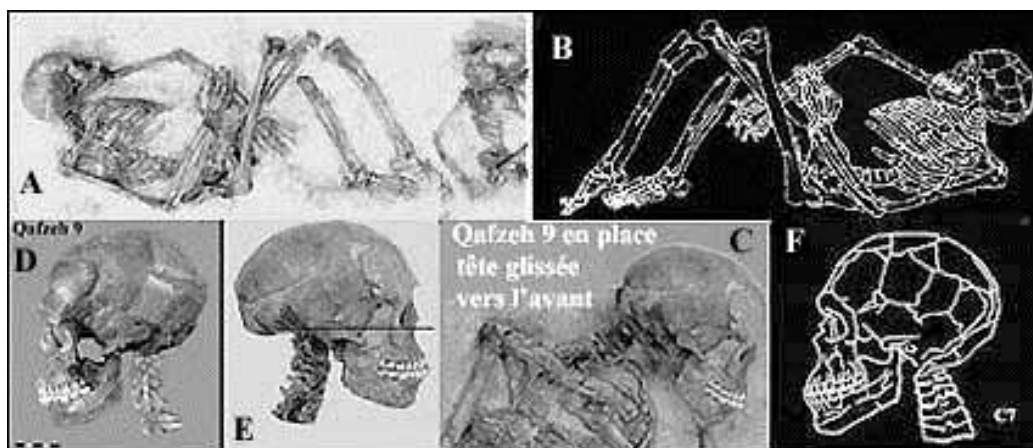 A
B
Qafzeh 9
D
E
Qafzeh 9 en place
tête glissée
vers l'avant
C
F
C7